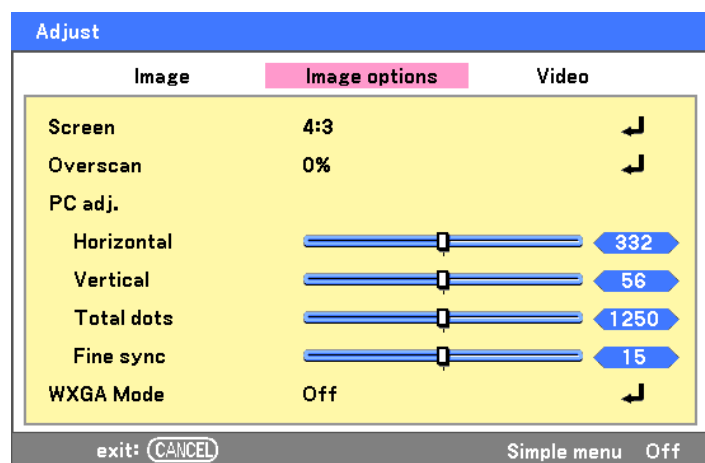 Adjust
Image Image options Video
Screen 4:3
Overscan 0%
PC adj.
Horizontal 332
Vertical 56
Total dots 1250
Fine sync 15
WXGA Mode Off
exit: CANCEL Simple menu Off